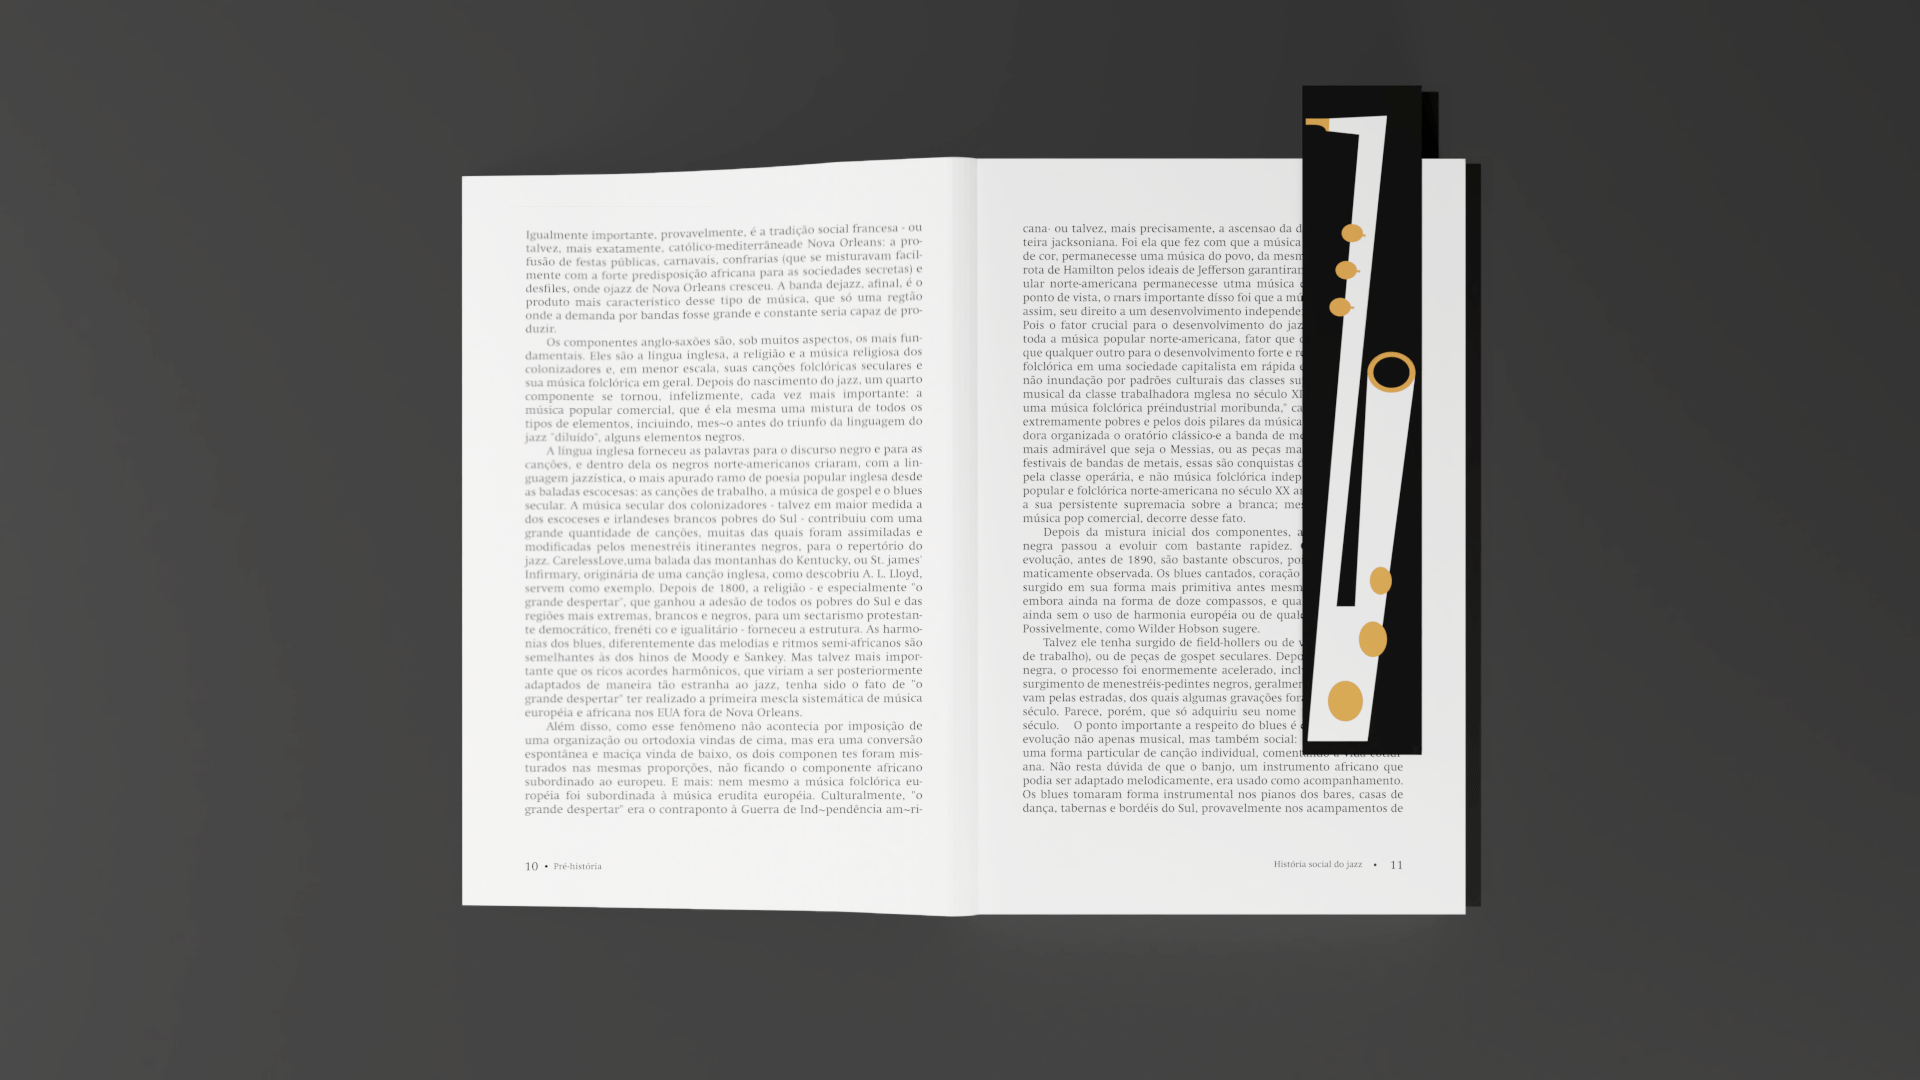 Igualmente importante, provavelmente, é a tradição social francesa - ou
talvez, mais exatamente, católico-mediterrâneade Nova Orleans: a pro-
fusão de festas públicas, carnavais, confrarias (que se misturavam facil-
mente com a forte predisposição africana para as sociedades secretas) e
desfiles, onde ojazz de Nova Orleans cresceu. A banda dejazz, afinal, é o
produto mais característico desse tipo de música, que só uma regtão
onde a demanda por bandas fosse grande e constante seria capaz de pro-
duzir.
Os componentes anglo-saxões são, sob muitos aspectos, os mais fun-
damentais. Eles são a língua inglesa, a religião e a música religiosa dos
colonizadores e, em menor escala, suas canções folclóricas seculares e
sua música folclórica em geral. Depois do nascimento do jazz, um quarto
componente se tornou, infelizmente, cada vez mais importante: a
música popular comercial, que é ela mesma uma mistura de todos os
tipos de elementos, inciuindo, mes~o antes do triunfo da linguagem do
jazz "diluído", alguns elementos negros.
A língua inglesa forneceu as palavras para o discurso negro e para as
canções, e dentro dela os negros norte-americanos criaram, com a lin-
guagem jazzística, o mais apurado ramo de poesia popular inglesa desde
as baladas escocesas: as canções de trabalho, a música de gospel e o blues
secular. A música secular dos colonizadores - talvez em maior medida a
dos escoceses e irlandeses brancos pobres do Sul - contribuiu com uma
grande quantidade de canções, muitas das quais foram assimiladas e
modificadas pelos menestréis itinerantes negros, para o repertório do
jazz. CarelessLove,uma balada das montanhas do Kentucky, ou St. james'
Infirmary, originária de uma canção inglesa, como descobriu A. L. Lloyd,
servem como exemplo. Depois de 1800, a religião - e especialmente "o
grande despertar", que ganhou a adesão de todos os pobres do Sul e das
regiões mais extremas, brancos e negros, para um sectarismo protestan-
te democrático, frenéti co e igualitário - forneceu a estrutura. As harmo-
nias dos blues, diferentemente das melodias e ritmos semi-africanos são
semelhantes às dos hinos de Moody e Sankey. Mas talvez mais impor-
tante que os ricos acordes harmônicos, que viriam a ser posteriormente
adaptados de maneira tão estranha ao jazz, tenha sido o fato de "o
grande despertar" ter realizado a primeira mescla sistemática de música
européia e africana nos EUA fora de Nova Orleans.
Além disso, como esse fenômeno não acontecia por imposição de
uma organização ou ortodoxia vindas de cima, mas era uma conversão
espontânea e maciça vinda de baixo, os dois componen tes foram mis-
turados nas mesmas proporções, não ficando o componente africano
subordinado ao europeu. E mais: nem mesmo a música folclórica eu-
ropéia foi subordinada à música erudita européia. Culturalmente, "o
grande despertar" era o contraponto à Guerra de Ind~pendência am~ri-
10 • Pré-história
cana- ou talvez, mais precisamente, a ascensao da
teira jacksoniana. Foi ela que fez com que a música
de cor, permanecesse uma música do povo, da
rota de Hamilton pelos ideais de Jefferson
ular norte-americana permanecesse utma música
ponto de vista, o rnars importante dísso foi que a
assim, seu direito a um desenvolvimento
Pois o fator crucial para o desenvolvimento do
toda a música popular norte-americana, fator que
que qualquer outro para o desenvolvimento forte e
folclórica em uma sociedade capitalista em rápida
não inundação por padrões culturais das classes
musical da classe trabalhadora mglesa no século
uma música folclórica préindustrial moribunda,"
extremamente pobres e pelos dois pilares da música
dora organizada o oratório clássico-e a banda de
mais admirável que seja o Messias, ou as peças
festivais de bandas de metais, essas são conquistas
pela classe operária, e não música folclórica
popular e folclórica norte-americana no século XX
a sua persistente supremacia sobre a branca;
música pop comercial, decorre desse fato.
Depois da mistura inicial dos componentes,
negra passou a evoluir com bastante rapidez.
evolução, antes de 1890, são bastante obscuros,
maticamente observada. Os blues cantados, coração
surgido em sua forma mais primitiva antes
embora ainda na forma de doze compassos, e
ainda sem o uso de harmonia européia ou de
Possivelmente, como Wilder Hobson sugere.
Talvez ele tenha surgido de field-hollers ou de
de trabalho), ou de peças de gospet seculares.
negra, o processo foi enormemente acelerado,
surgimento de menestréis-pedintes negros,
vam pelas estradas, dos quais algumas gravações
século. Parece, porém, que só adquiriu seu nome
século. O ponto importante a respeito do blues é
evolução não apenas musical, mas também social:
uma forma particular de canção individual,
ana. Não resta dúvida de que o banjo, um instrumento africano que
podia ser adaptado melodicamente, era usado como acompanhamento.
Os blues tomaram forma instrumental nos pianos dos bares, casas de
dança, tabernas e bordéis do Sul, provavelmente nos acampamentos de
História social do jazz • 11